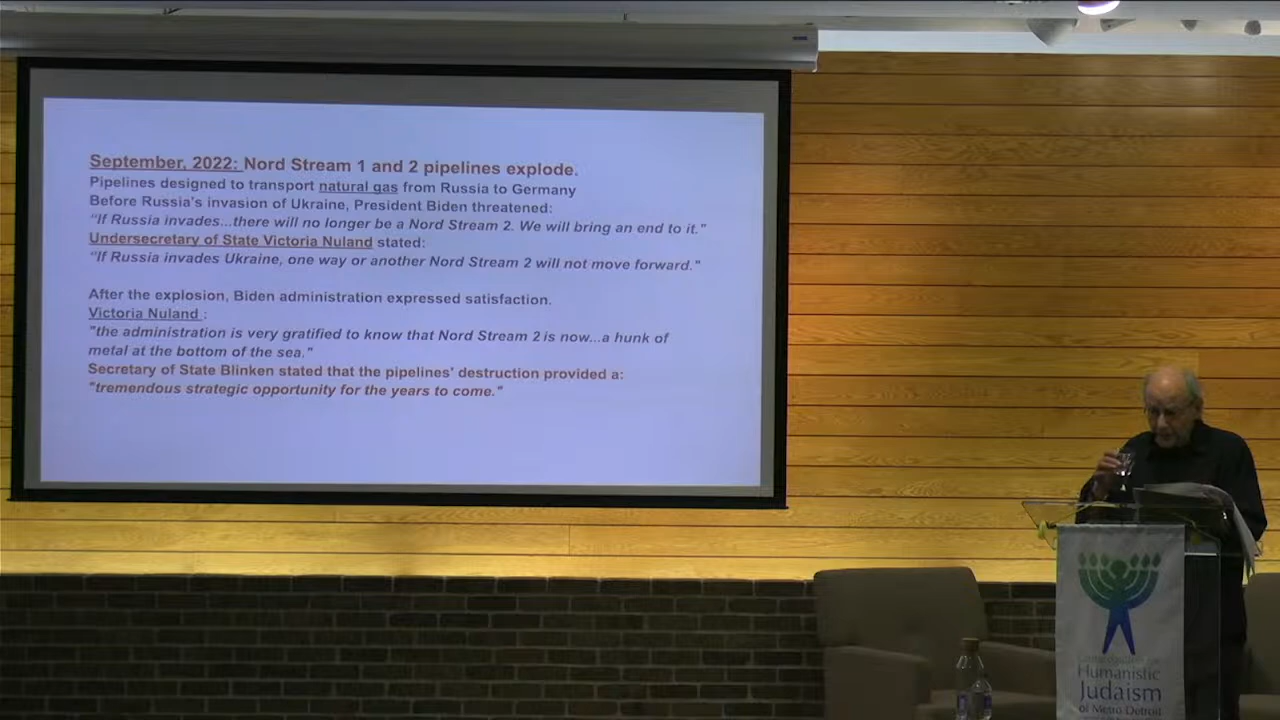 September, 2022: Nord Stream 1 and 2 pipelines explode.
Pipelines designed to transport natural gas from Russia to Germany
Before Russia's invasion of Ukraine, President Biden threatened:
"If Russia invades...there will no longer be a Nord Stream 2. We will bring an end to it."
Undersecretary of State Victoria Nuland stated:
"If Russia invades Ukraine, one way or another Nord Stream 2 will not move forward."
After the explosion, Biden administration expressed satisfaction.
Victoria Nuland :
"the administration is very gratified to know that Nord Stream 2 is now...a hunk of
metal at the bottom of the sea."
Secretary of State Blinken stated that the pipelines' destruction provided a:
"tremendous strategic opportunity for the years to come."
Humanistic
Judaism
of Metro Detroit